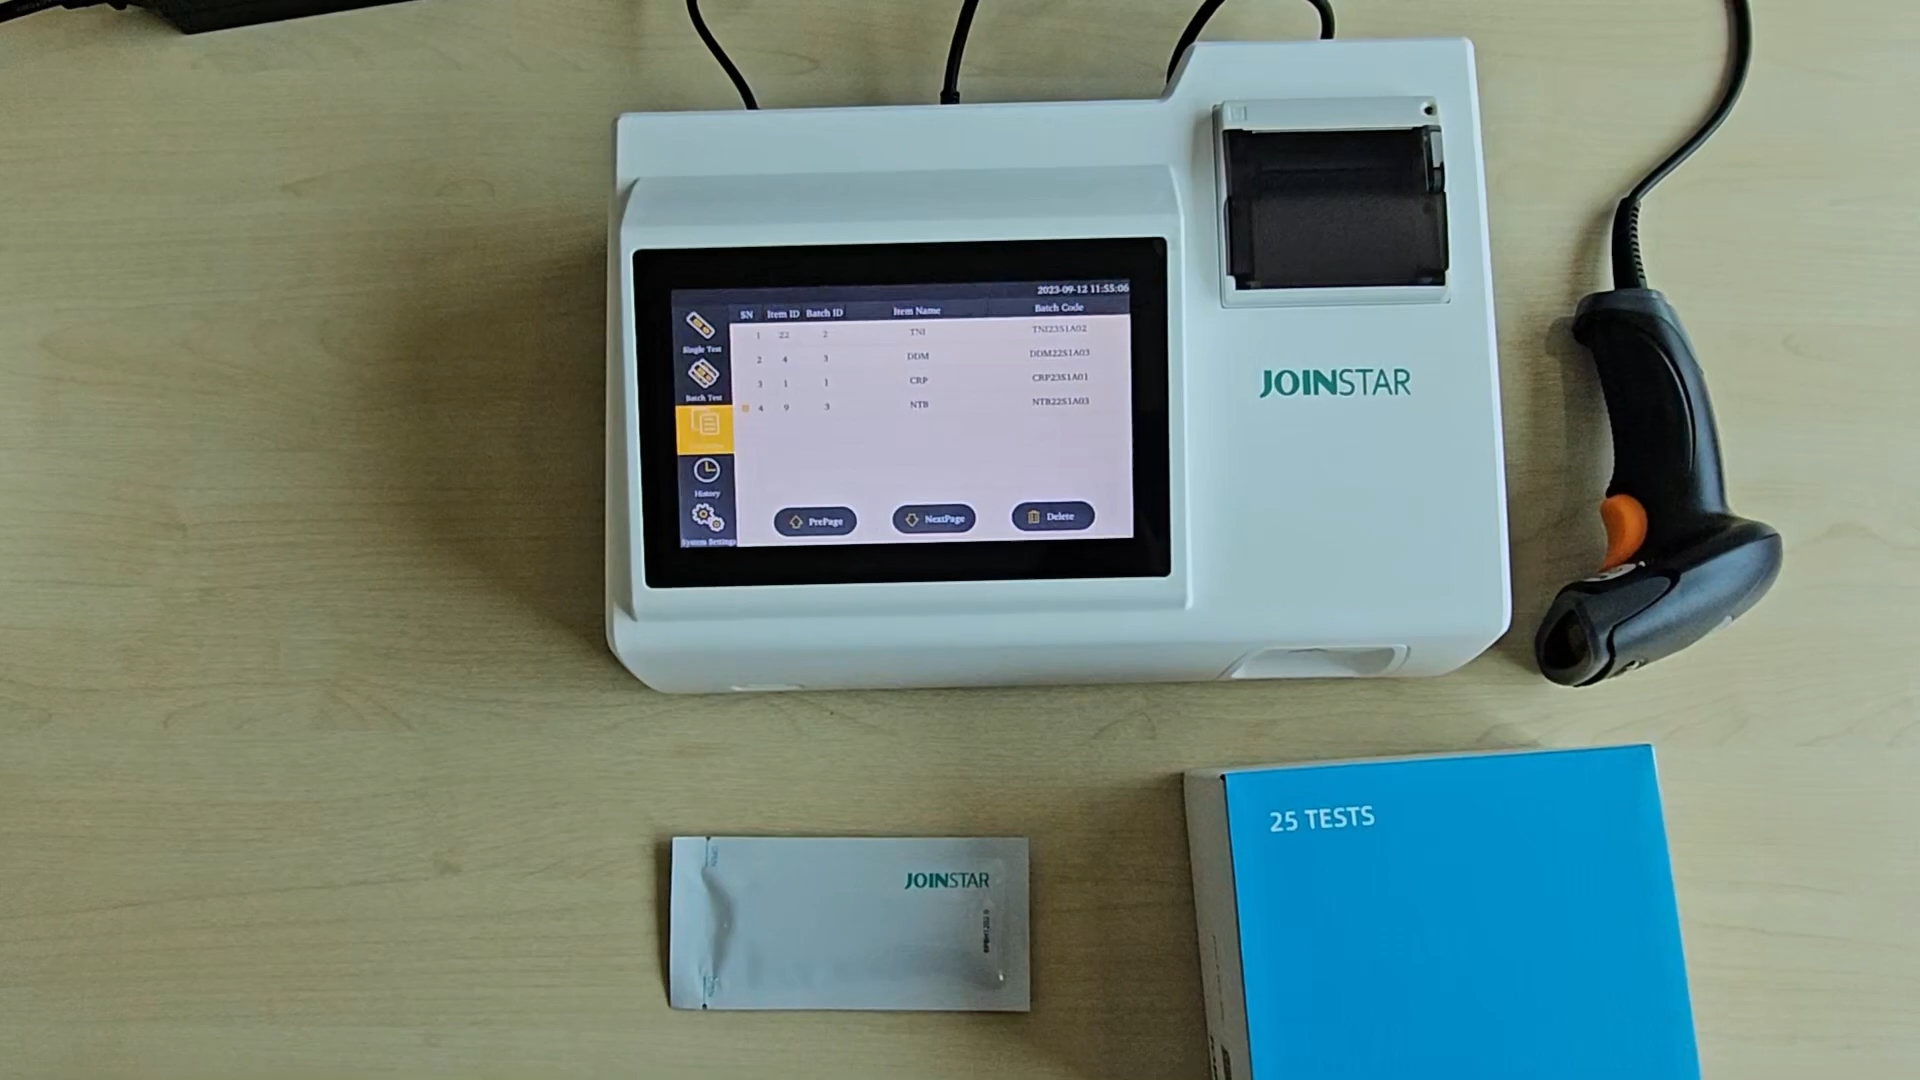 2023-09-12 11:55:06
SN Item ID Batch ID Item Name Batch Code
1 22 2 TNI TNI23S1A02
2 4 3 DDM DDM22S1A03
3 1 1 CRP CRP23S1A01
4 9 3 NTB NTB22S1A03
Single Test
Batch Test
History
System Settings
PrePage
NextPage
Delete
JOINSTAR
JOINSTAR
25 TESTS